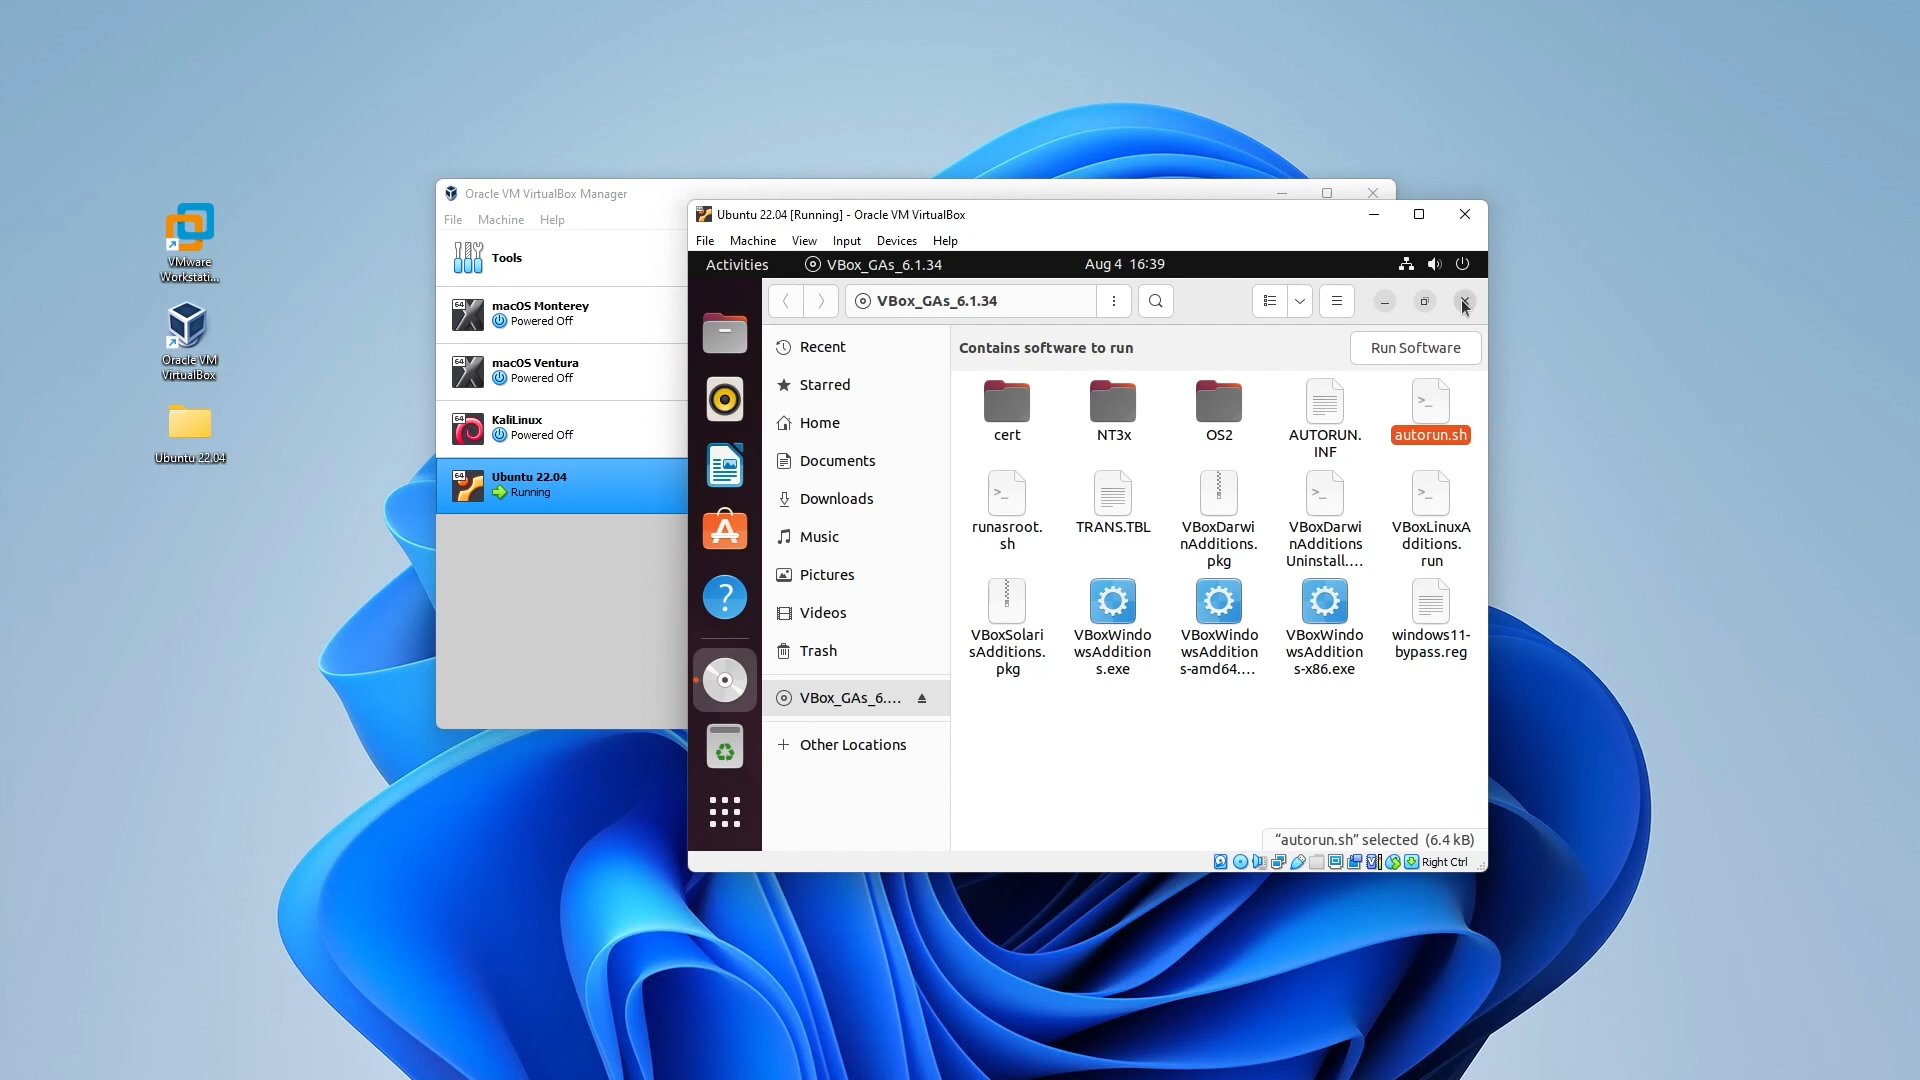 VMware
Workstati...
Oracle VM
VirtualBox
Ubuntu 22.04
Oracle VM VirtualBox Manager
File Machine Help
Tools
64
macOS Monterey
Powered Off
64
macOS Ventura
Powered Off
64
KaliLinux
Powered Off
64
Ubuntu 22.04
Running
Ubuntu 22.04 [Running] - Oracle VM VirtualBox
File Machine View Input Devices Help
Activities
VBox_GAs_6.1.34
Aug 4 16:39
VBox_GAs_6.1.34
Recent
Starred
Home
Documents
Downloads
Music
Pictures
Videos
Trash
VBox_GAs_6....
Other Locations
Contains software to run
Run Software
cert
NT3x
OS2
AUTORUN.
INF
autorun.sh
runasroot.
sh
TRANS.TBL
VBoxDarwi
nAdditions.
pkg
VBoxDarwi
nAdditions
Uninstall....
VBoxLinuxA
dditions.
run
VBoxSolari
sAdditions.
pkg
VBoxWindo
wsAddition
s.exe
VBoxWindo
wsAddition
s-amd64....
VBoxWindo
wsAddition
s-x86.exe
windows11-
bypass.reg
“autorun.sh” selected (6.4 kB)
Right Ctrl